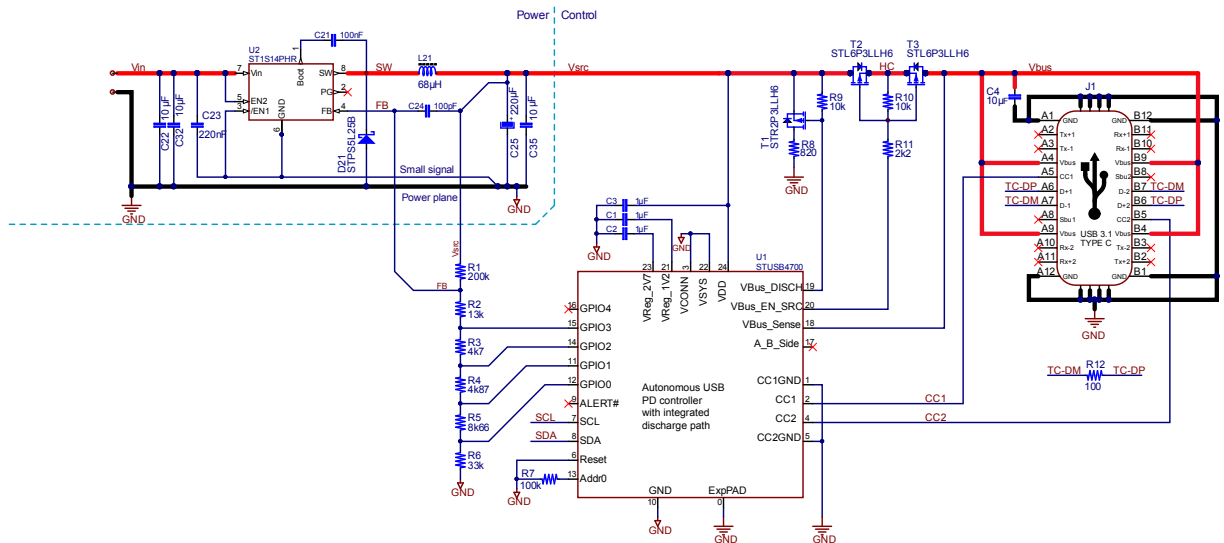 Power
Control
C21
100nF
U2
ST1S14PHR
1
Boot
Vin
7
Vin
SW
8
SW
L21
68µH
Vsrc
PG
2
5
EN2
3
/EN1
GND
6
FB
4
FB
C24
100pF
C22
10µF
C32
10µF
C23
220nF
D21
STPS5L25B
220µF
C25
10µF
C35
Small signal
Power plane
GND
GND
T2
STL6P3LLH6
T3
STL6P3LLH6
HC
Vbus
T1
STR2P3LLH6
R9
10k
R10
10k
R8
820
R11
2k2
GND
C4
10µF
J1
A1
GND
GND
B12
A2
Tx+1
Rx+1
B11
A3
Tx-1
Rx-1
B10
A4
Vbus
Vbus
B9
A5
CC1
Sbu2
B8
TC-DP
A6
D+1
D-2
B7
TC-DM
TC-DM
A7
D-1
D+2
B6
TC-DP
A8
Sbu1
CC2
B5
A9
Vbus
Vbus
B4
A10
Rx-2
Tx-2
B3
A11
Rx+2
Tx+2
B2
A12
GND
GND
B1
USB 3.1
TYPE C
GND
C3
1µF
C1
1µF
C2
1µF
GND
GND
Vsrc
R1
200k
FB
R2
13k
R3
4k7
R4
4k87
R5
8k66
R6
33k
GND
U1
STUSB4700
23
VReg_2V7
21
VReg_1V2
3
VCONN
22
VSYS
24
VDD
16
GPIO4
15
GPIO3
14
GPIO2
11
GPIO1
12
GPIO0
9
ALERT#
SCL
7
SCL
SDA
8
SDA
6
Reset
13
Addr0
R7
100k
GND
VBus_DISCH
19
VBus_EN_SRC
20
VBus_Sense
18
A_B_Side
17
CC1GND
1
CC1
2
CC1
CC2
4
CC2
CC2GND
5
Autonomous USB
PD controller
with integrated
discharge path
GND
10
ExpPAD
0
GND
GND
GND
TC-DM
R12
100
TC-DP